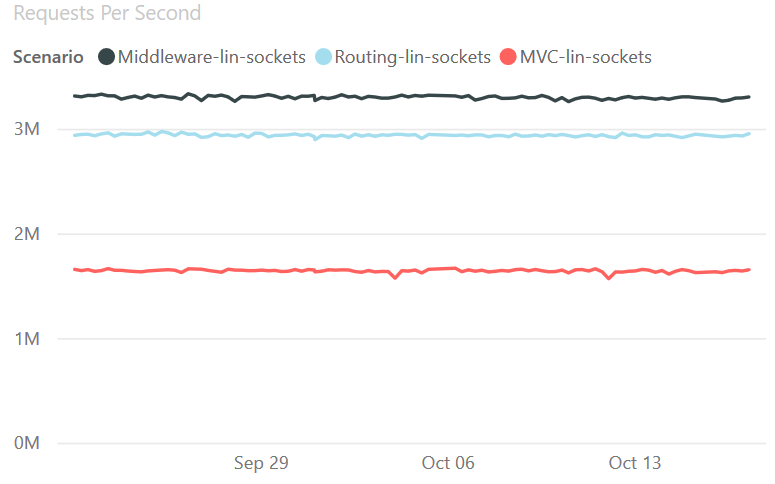 Requests Per Second
Scenario Middleware-lin-sockets Routing-lin-sockets MVC-lin-sockets
3M
2M
1M
0M
Sep 29 Oct 06 Oct 13